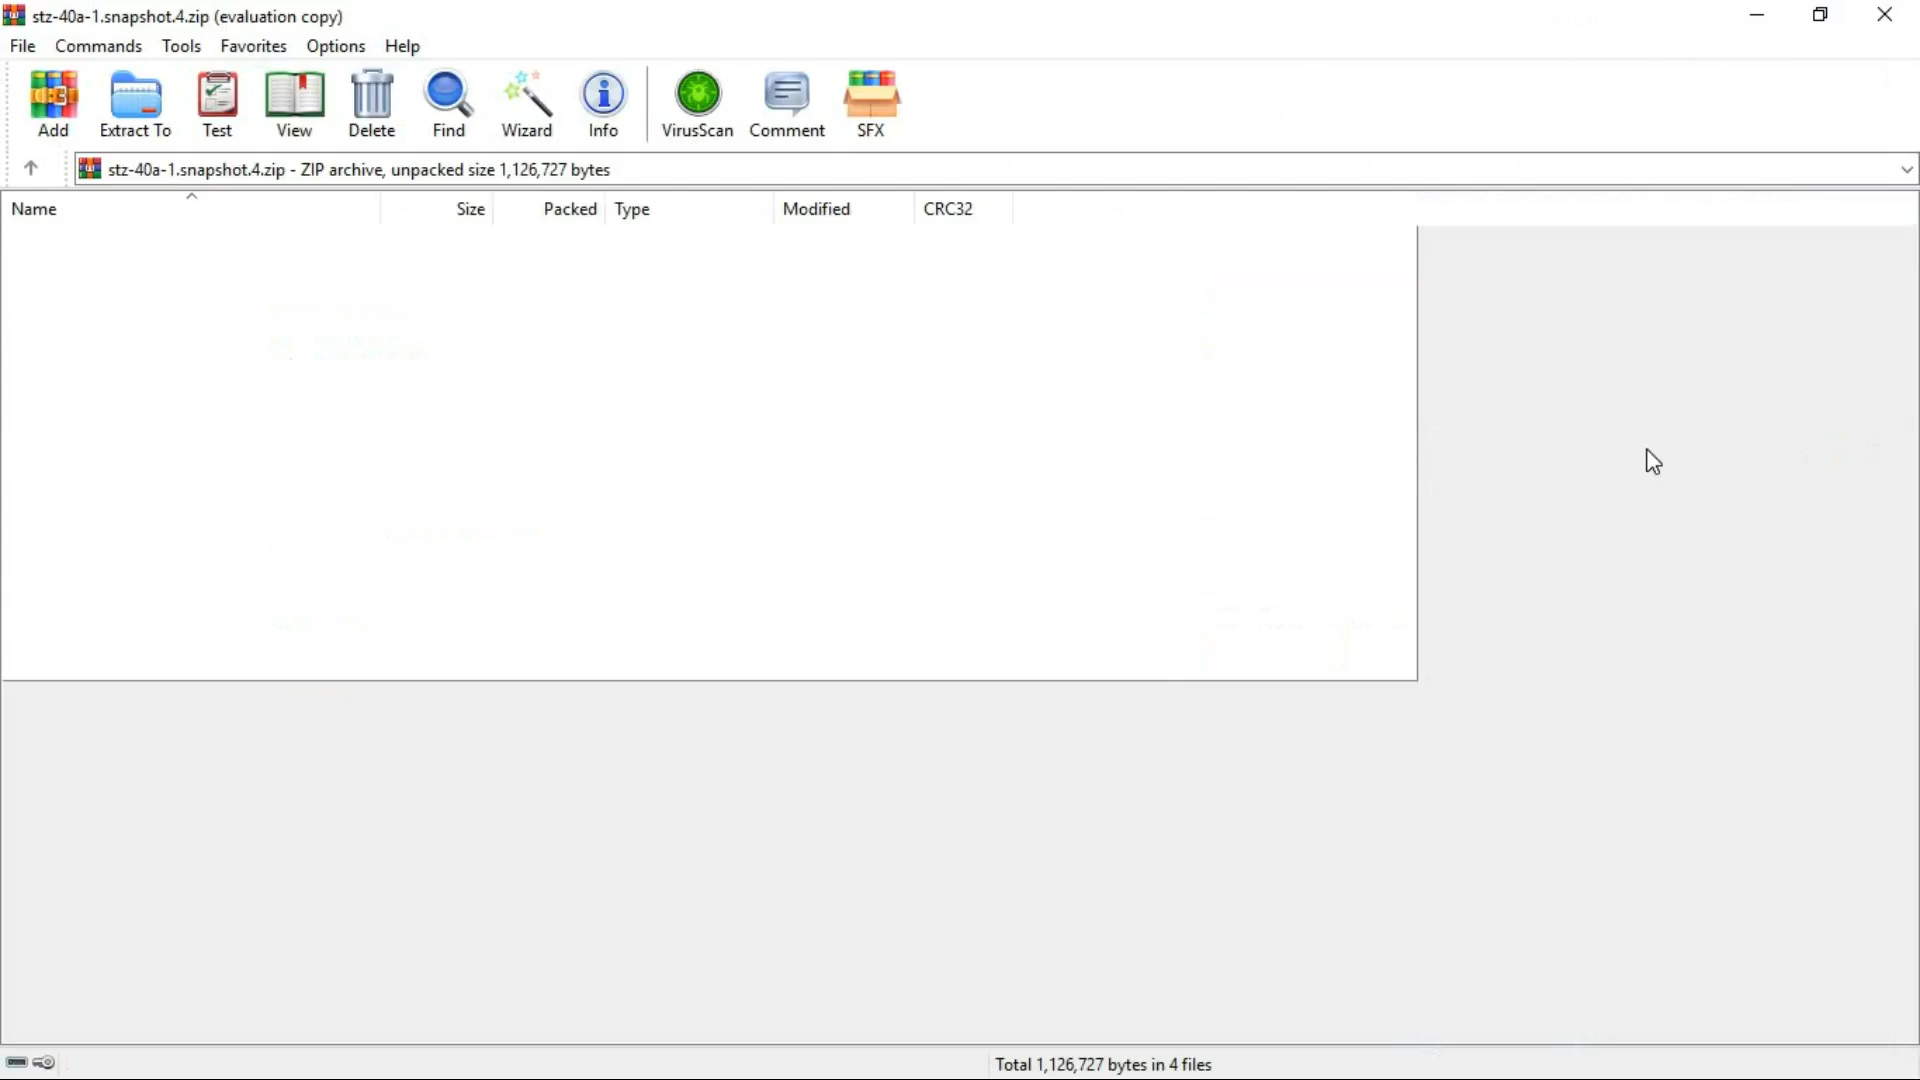 stz-40a-1.snapshot.4.zip (evaluation copy)
File Commands Tools Favorites Options Help
Add Extract To Test View Delete Find Wizard Info VirusScan Comment SFX
stz-40a-1.snapshot.4.zip - ZIP archive, unpacked size 1,126,727 bytes
Name Size Packed Type Modified CRC32
Total 1,126,727 bytes in 4 files